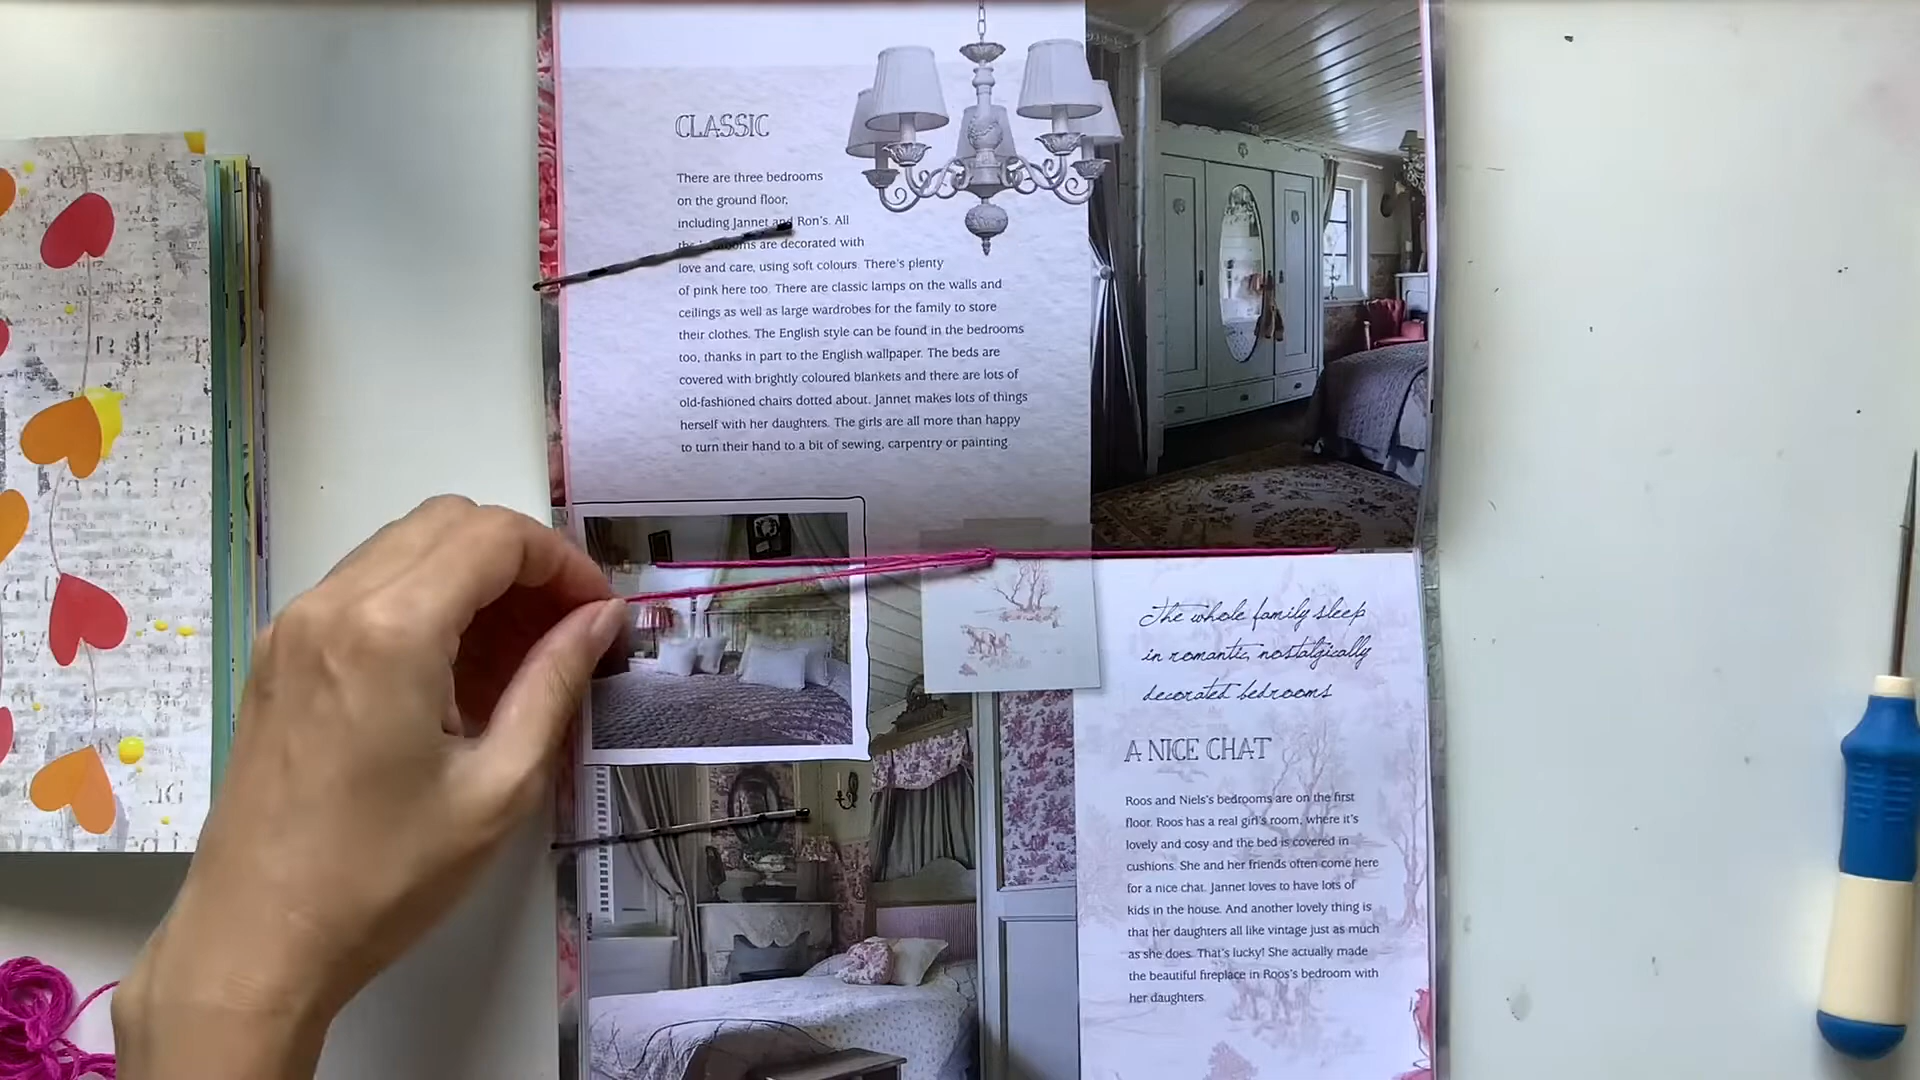 CLASSIC
There are three bedrooms
on the ground floor,
including Jannet and Ron's. All
the bedrooms are decorated with
love and care, using soft colours. There's plenty
of pink here too. There are classic lamps on the walls and
ceilings as well as large wardrobes for the family to store
their clothes. The English style can be found in the bedrooms
too, thanks in part to the English wallpaper. The beds are
covered with brightly coloured blankets and there are lots of
old-fashioned chairs dotted about. Jannet makes lots of things
herself with her daughters. The girls are all more than happy
to turn their hand to a bit of sewing, carpentry or painting
The whole family sleep
in romantic, nostalgically
decorated bedrooms
A NICE CHAT
Roos and Niels's bedrooms are on the first
floor. Roos has a real girl's room, where it's
lovely and cosy and the bed is covered in
cushions. She and her friends often come here
for a nice chat. Jannet loves to have lots of
kids in the house. And another lovely thing is
that her daughters all like vintage just as much
as she does. That's lucky! She actually made
the beautiful fireplace in Roos's bedroom with
her daughters.